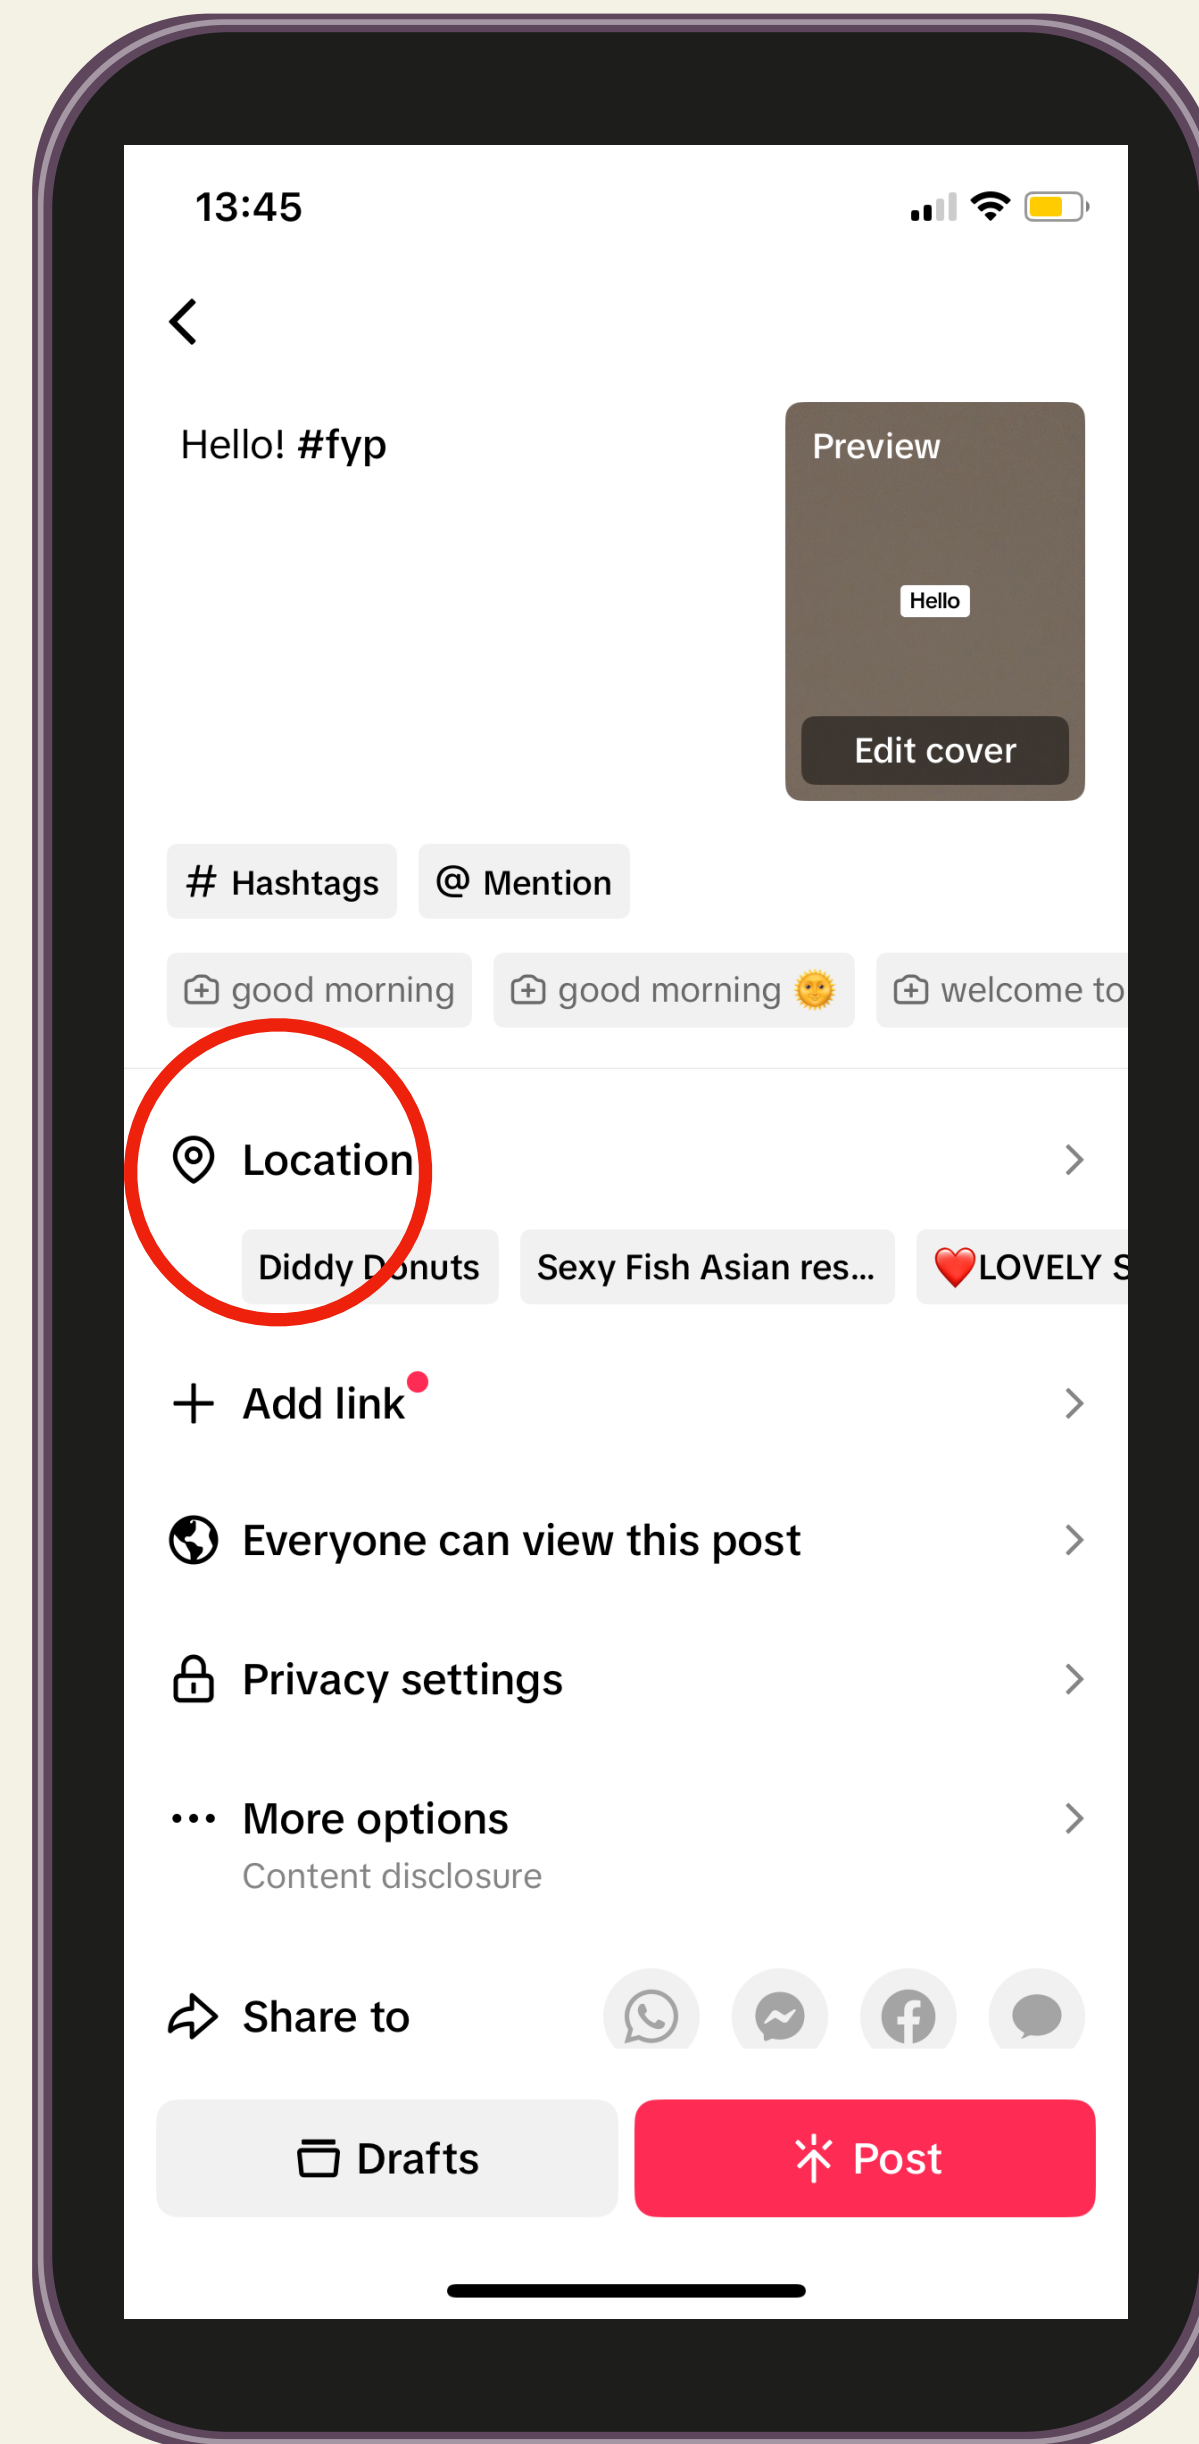 13:45
Hello! #fyp
Preview
Hello
Edit cover
# Hashtags
@ Mention
good morning
good morning 🌞
welcome to
Location
Diddy Donuts
Sexy Fish Asian res...
❤️LOVELY S
Add link
Everyone can view this post
Privacy settings
More options
Content disclosure
Share to
Drafts
Post